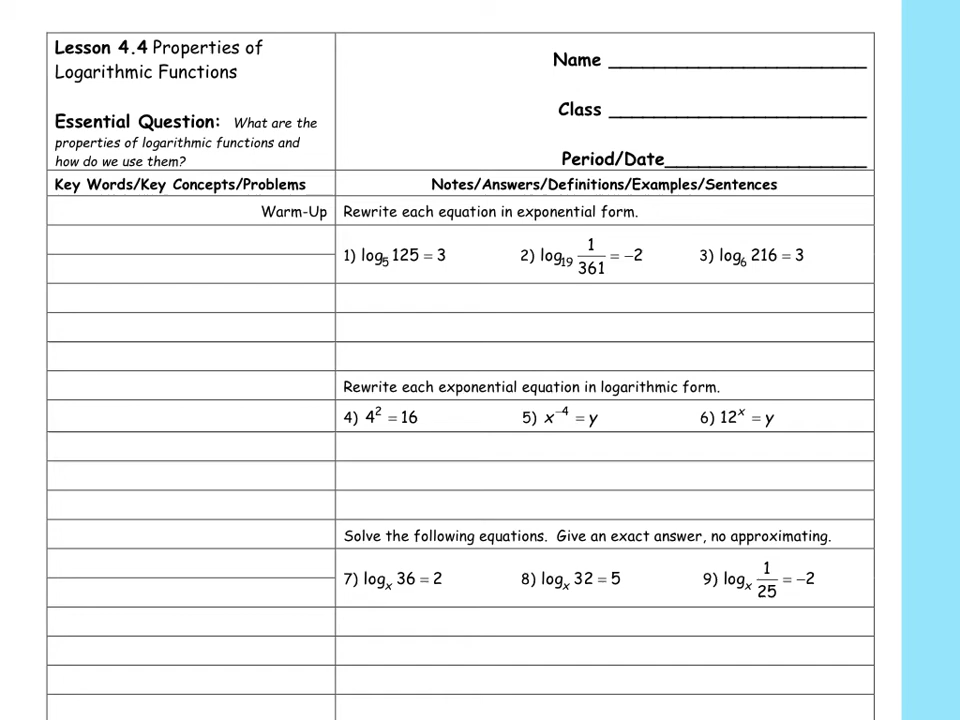 Lesson 4.4 Properties of
Logarithmic Functions
Essential Question: What are the
properties of logarithmic functions and
how do we use them?
Name ________________________
Class ________________________
Period/Date___________________
Key Words/Key Concepts/Problems
Notes/Answers/Definitions/Examples/Sentences
Warm-Up
Rewrite each equation in exponential form.
1) log₅ 125 = 3 2) log₁₉ 1/361 = −2 3) log₆ 216 = 3
Rewrite each exponential equation in logarithmic form.
4) 4² = 16 5) x⁻⁴ = y 6) 12ˣ = y
Solve the following equations. Give an exact answer, no approximating.
7) logₓ 36 = 2 8) logₓ 32 = 5 9) logₓ 1/25 = −2